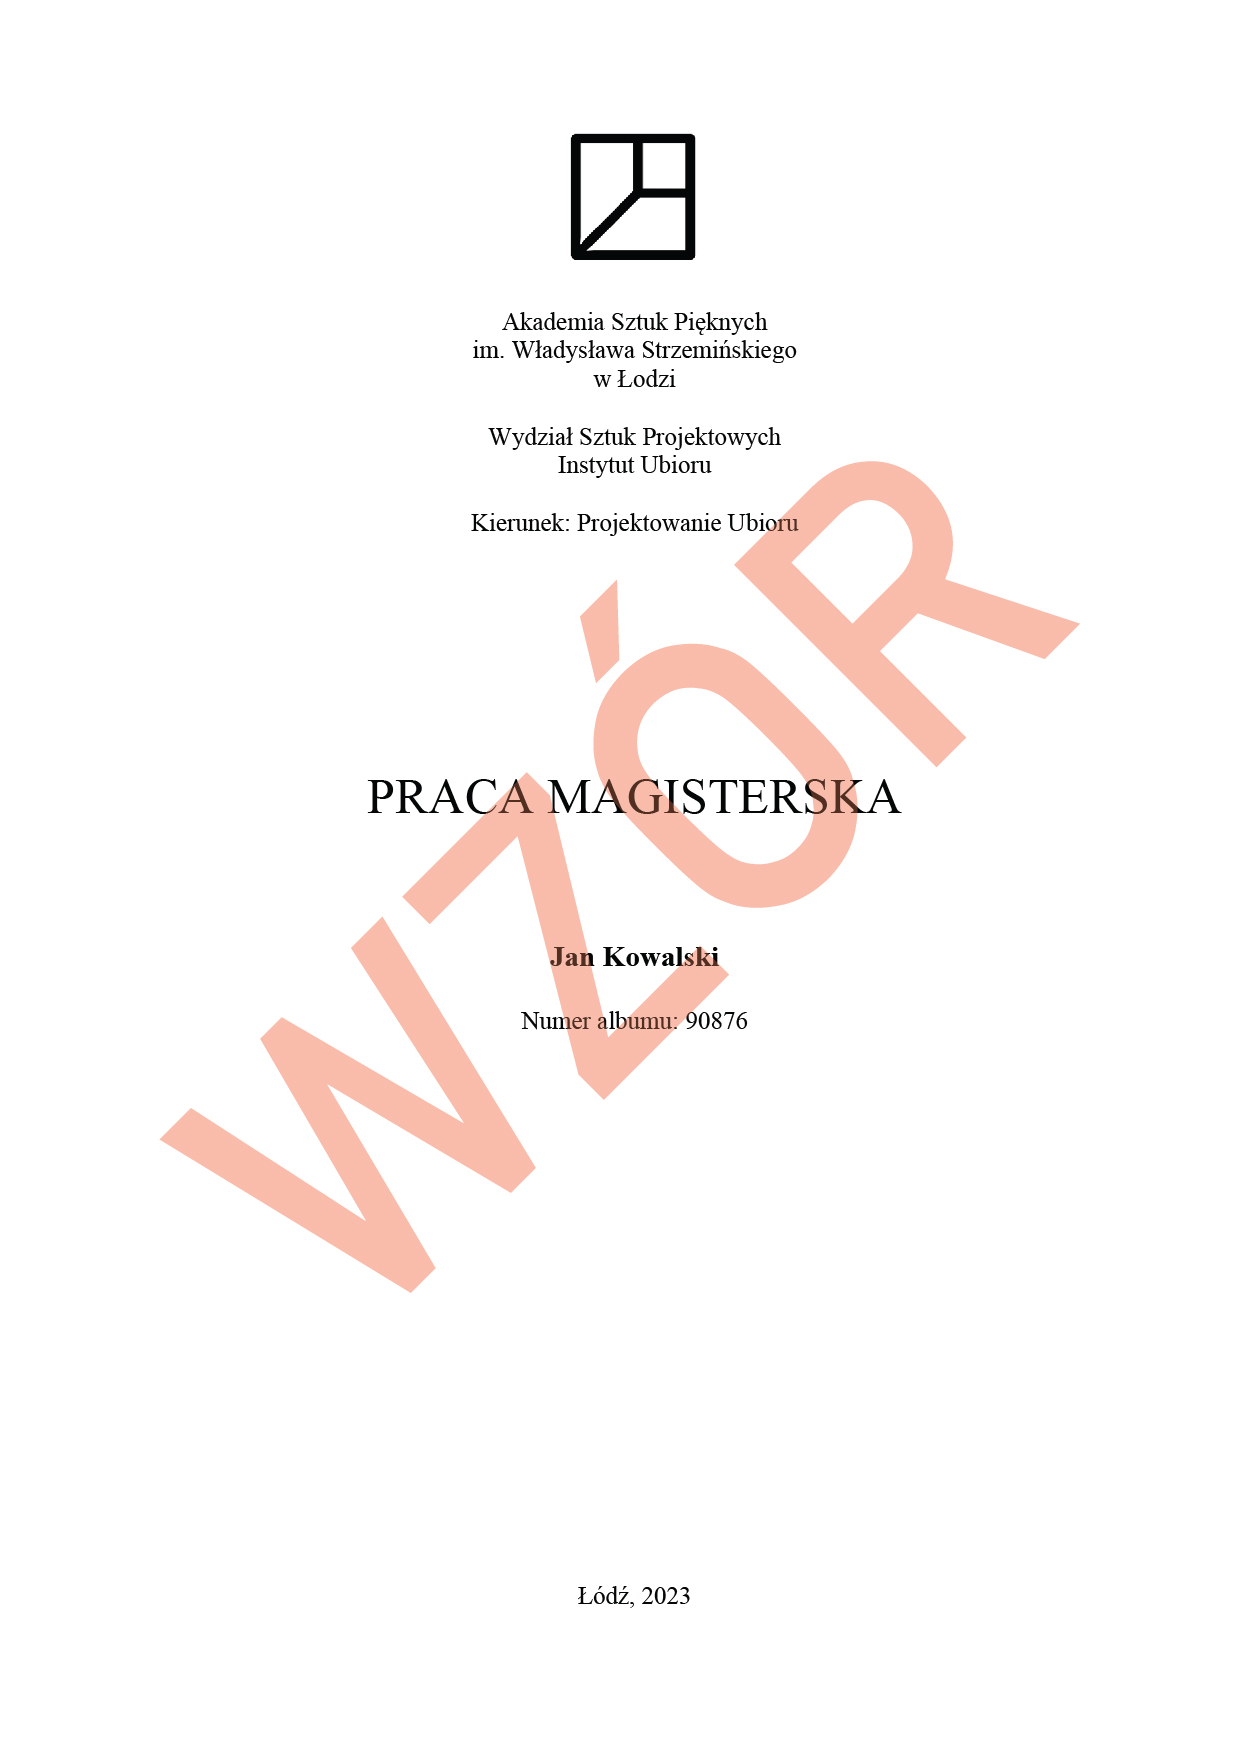 Akademia Sztuk Pięknych
im. Władysława Strzemińskiego
w Łodzi
Wydział Sztuk Projektowych
Instytut Ubioru
Kierunek: Projektowanie Ubioru
WZÓR
PRACA MAGISTERSKA
Jan Kowalski
Numer albumu: 90876
Łódź, 2023